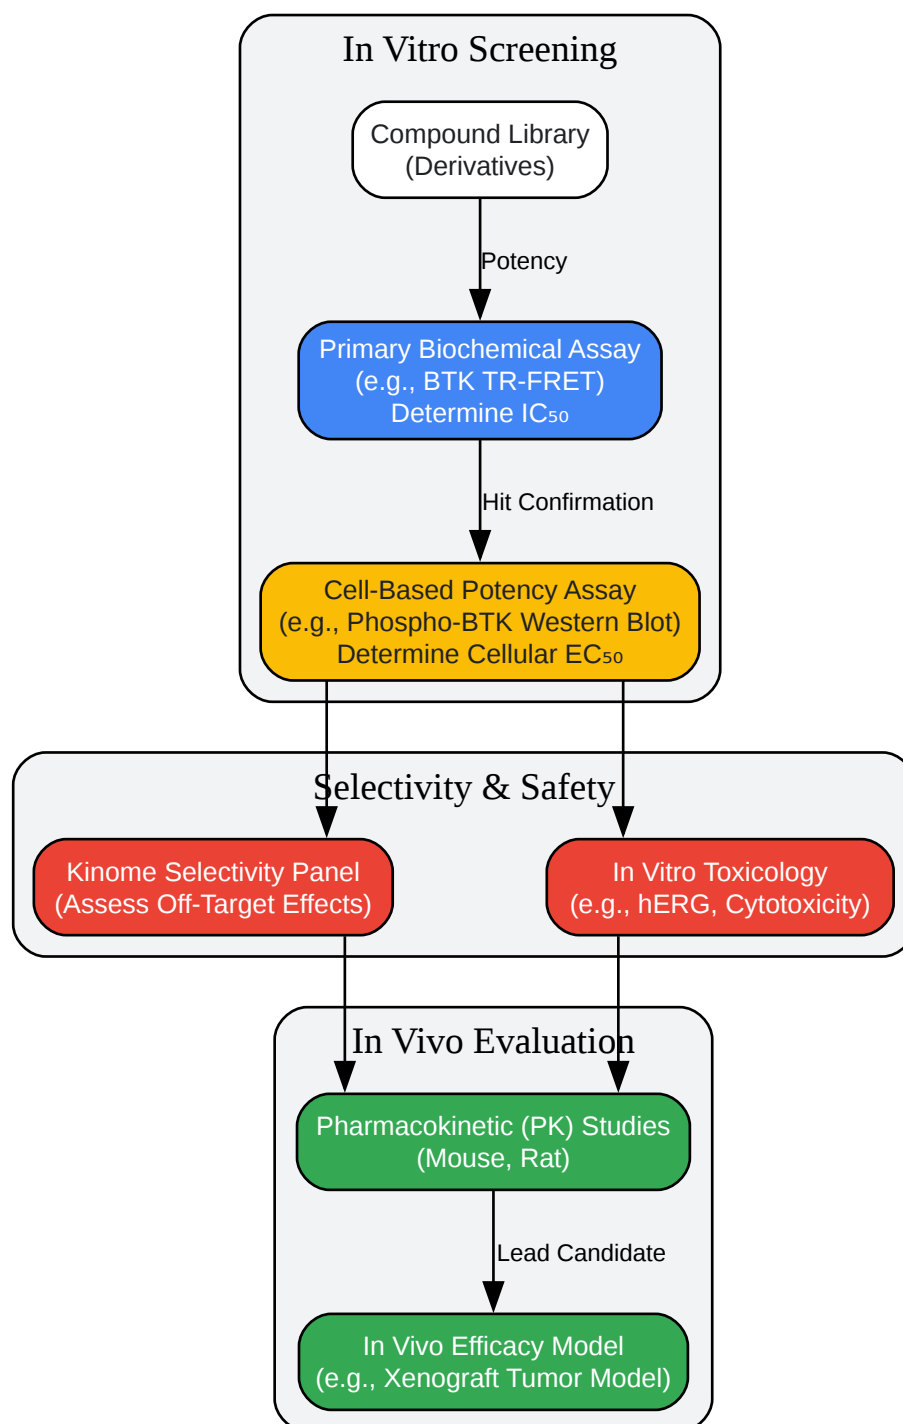 In Vitro Screening
Compound Library
(Derivatives)
Potency
Primary Biochemical Assay
(e.g., BTK TR-FRET)
Determine IC₅₀
Hit Confirmation
Cell-Based Potency Assay
(e.g., Phospho-BTK Western Blot)
Determine Cellular EC₅₀
Selectivity & Safety
Kinome Selectivity Panel
(Assess Off-Target Effects)
In Vitro Toxicology
(e.g., hERG, Cytotoxicity)
In Vivo Evaluation
Pharmacokinetic (PK) Studies
(Mouse, Rat)
Lead Candidate
In Vivo Efficacy Model
(e.g., Xenograft Tumor Model)